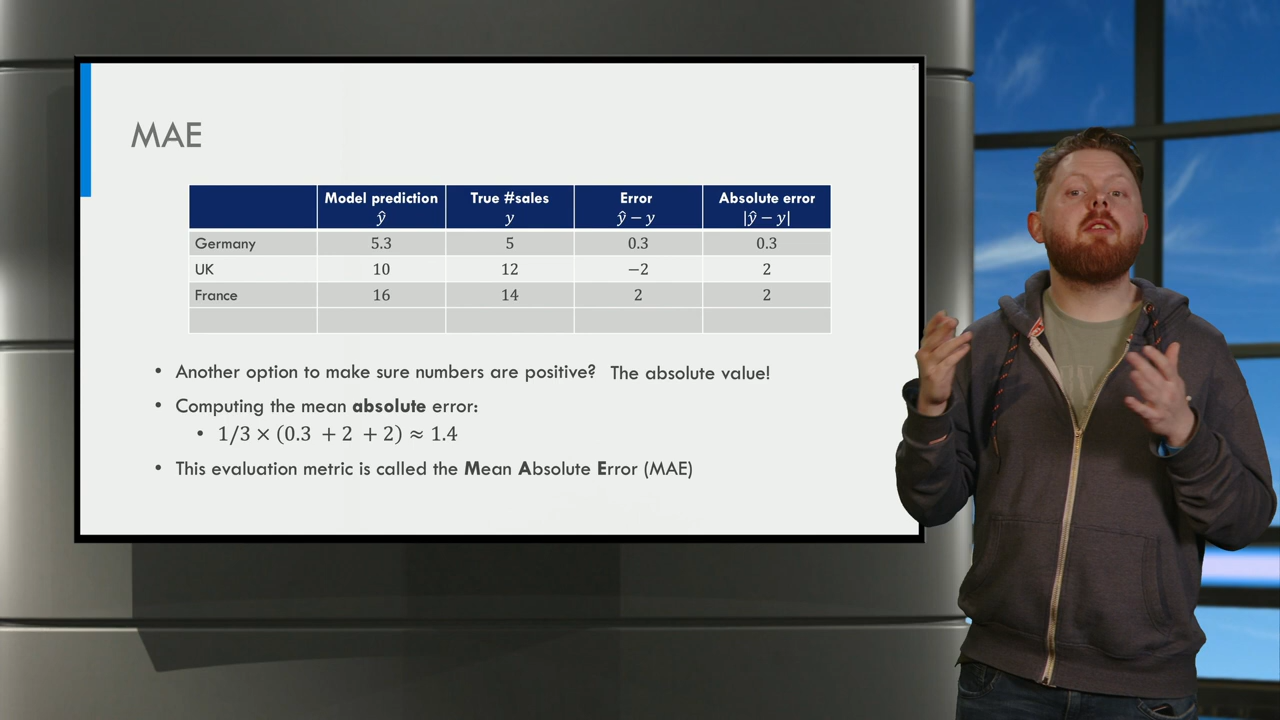 MAE
Model prediction True #sales Error Absolute error
ŷ y ŷ − y |ŷ − y|
Germany 5.3 5 0.3 0.3
UK 10 12 −2 2
France 16 14 2 2
• Another option to make sure numbers are positive? The absolute value!
• Computing the mean absolute error:
• 1/3 × (0.3 + 2 + 2) ≈ 1.4
• This evaluation metric is called the Mean Absolute Error (MAE)